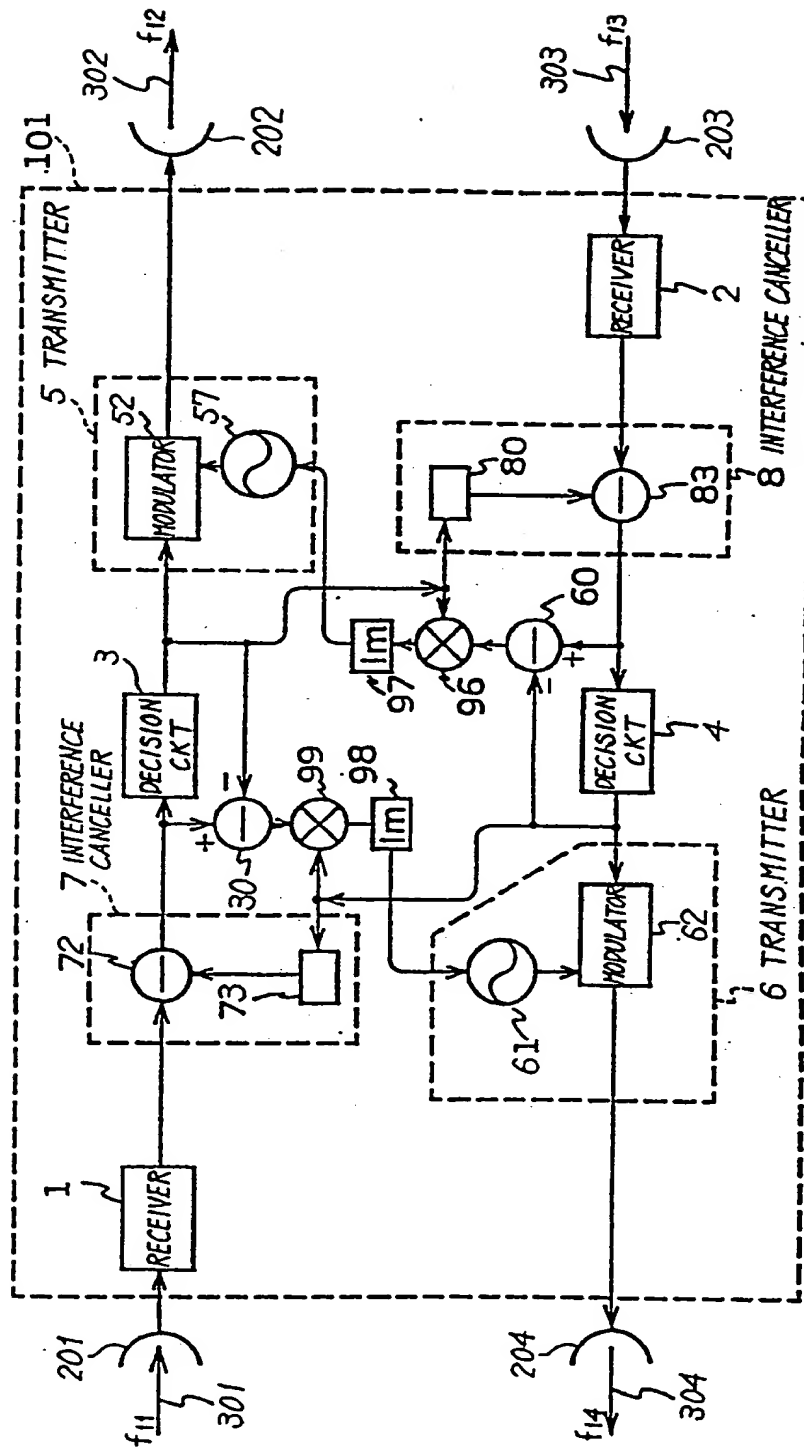 101
f11
301
201
1
RECEIVER
7 INTERFERENCE
CANCELLER
72
73
+
-
30
3
DECISION
CKT
99
98
Im
5 TRANSMITTER
52
MODULATOR
57
202
302
f12
97
Im
96
60
+
-
80
83
8 INTERFERENCE CANCELLER
RECEIVER
2
203
303
f13
DECISION
CKT
4
61
MODULATOR
62
6 TRANSMITTER
204
304
f14